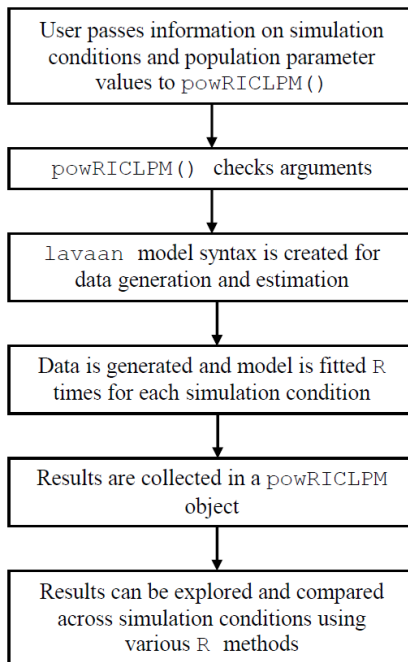 User passes information on simulation
conditions and population parameter
values to powRICLPM()
powRICLPM() checks arguments
lavaan model syntax is created for
data generation and estimation
Data is generated and model is fitted R
times for each simulation condition
Results are collected in a powRICLPM
object
Results can be explored and compared
across simulation conditions using
various R methods